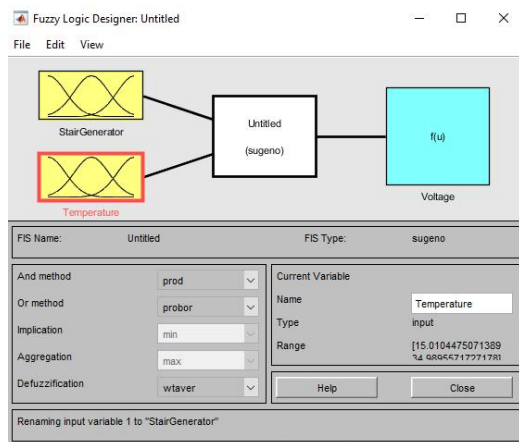 Fuzzy Logic Designer: Untitled
File Edit View
StairGenerator
Temperature
Untitled
(sugeno)
f(u)
Voltage
FIS Name: Untitled FIS Type: sugeno
And method prod
Or method probor
Implication min
Aggregation max
Defuzzification wtaver
Current Variable
Name Temperature
Type input
Range [15.0104475071389
34.9895571727178]
Help Close
Renaming input variable 1 to "StairGenerator"